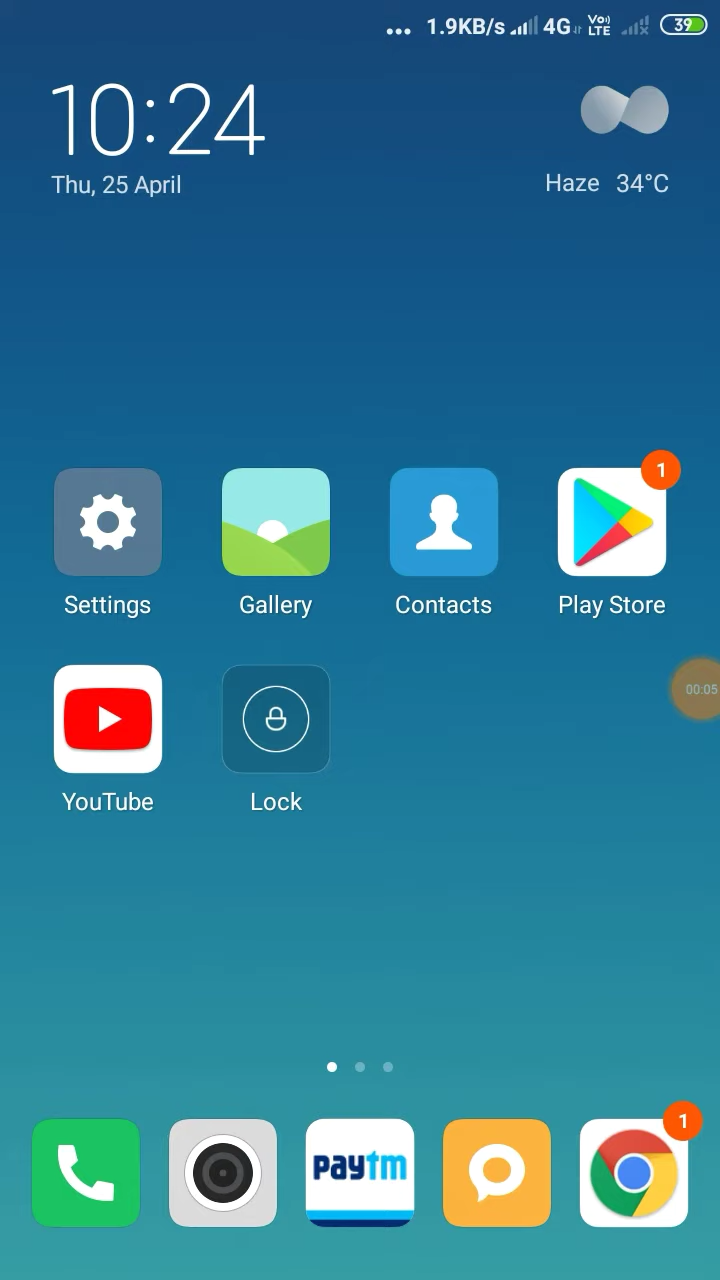 ... 1.9KB/s 4G Vo) LTE 39
10:24
Thu, 25 April
Haze 34°C
1
Settings Gallery Contacts Play Store
00:05
YouTube Lock
1
paytm